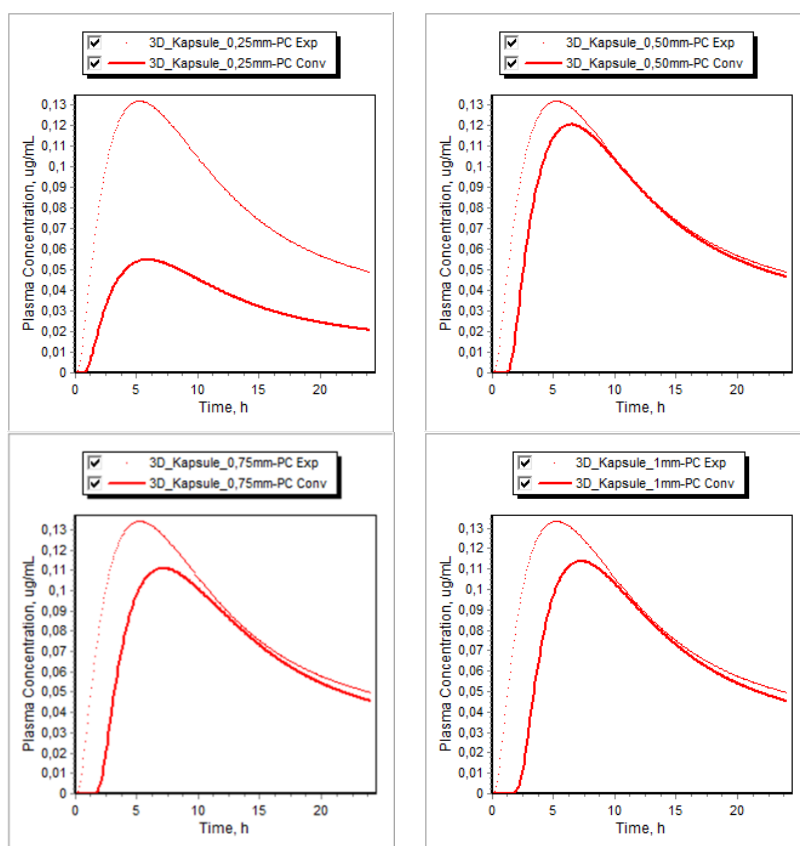 3D_Kapsule_0,25mm-PC Exp
3D_Kapsule_0,25mm-PC Conv
0,13
0,12
0,11
0,1
0,09
0,08
0,07
0,06
0,05
0,04
0,03
0,02
0,01
0
Plasma Concentration, ug/mL
0 5 10 15 20
Time, h
3D_Kapsule_0,50mm-PC Exp
3D_Kapsule_0,50mm-PC Conv
0,13
0,12
0,11
0,1
0,09
0,08
0,07
0,06
0,05
0,04
0,03
0,02
0,01
0
Plasma Concentration, ug/mL
0 5 10 15 20
Time, h
3D_Kapsule_0,75mm-PC Exp
3D_Kapsule_0,75mm-PC Conv
0,13
0,12
0,11
0,1
0,09
0,08
0,07
0,06
0,05
0,04
0,03
0,02
0,01
0
Plasma Concentration, ug/mL
0 5 10 15 20
Time, h
3D_Kapsule_1mm-PC Exp
3D_Kapsule_1mm-PC Conv
0,13
0,12
0,11
0,1
0,09
0,08
0,07
0,06
0,05
0,04
0,03
0,02
0,01
0
Plasma Concentration, ug/mL
0 5 10 15 20
Time, h